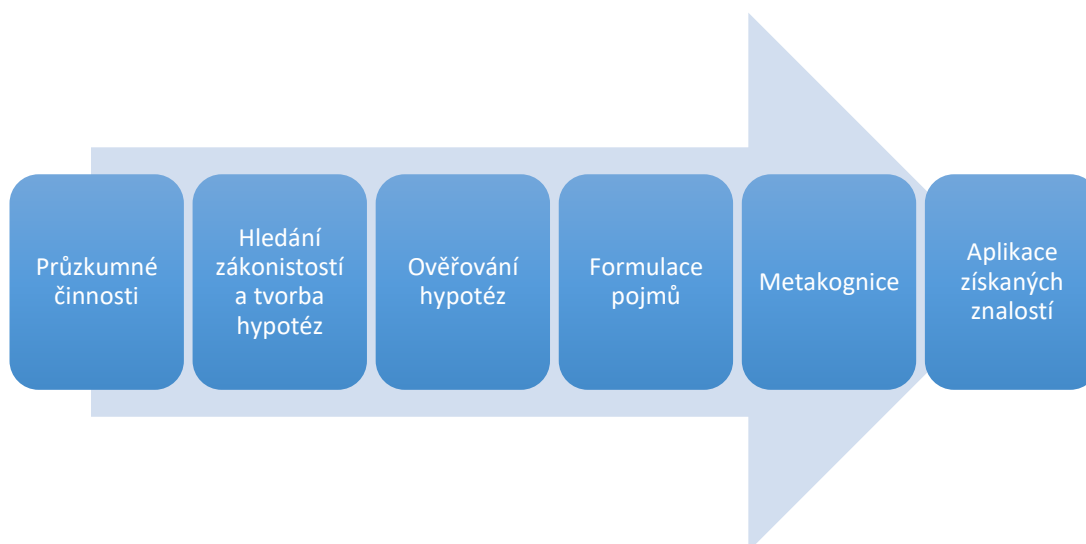 Průzkumné
činnosti
Hledání
zákonistostí
a tvorba
hypotéz
Ověřování
hypotéz
Formulace
pojmů
Metakognice
Aplikace
získaných
znalostí